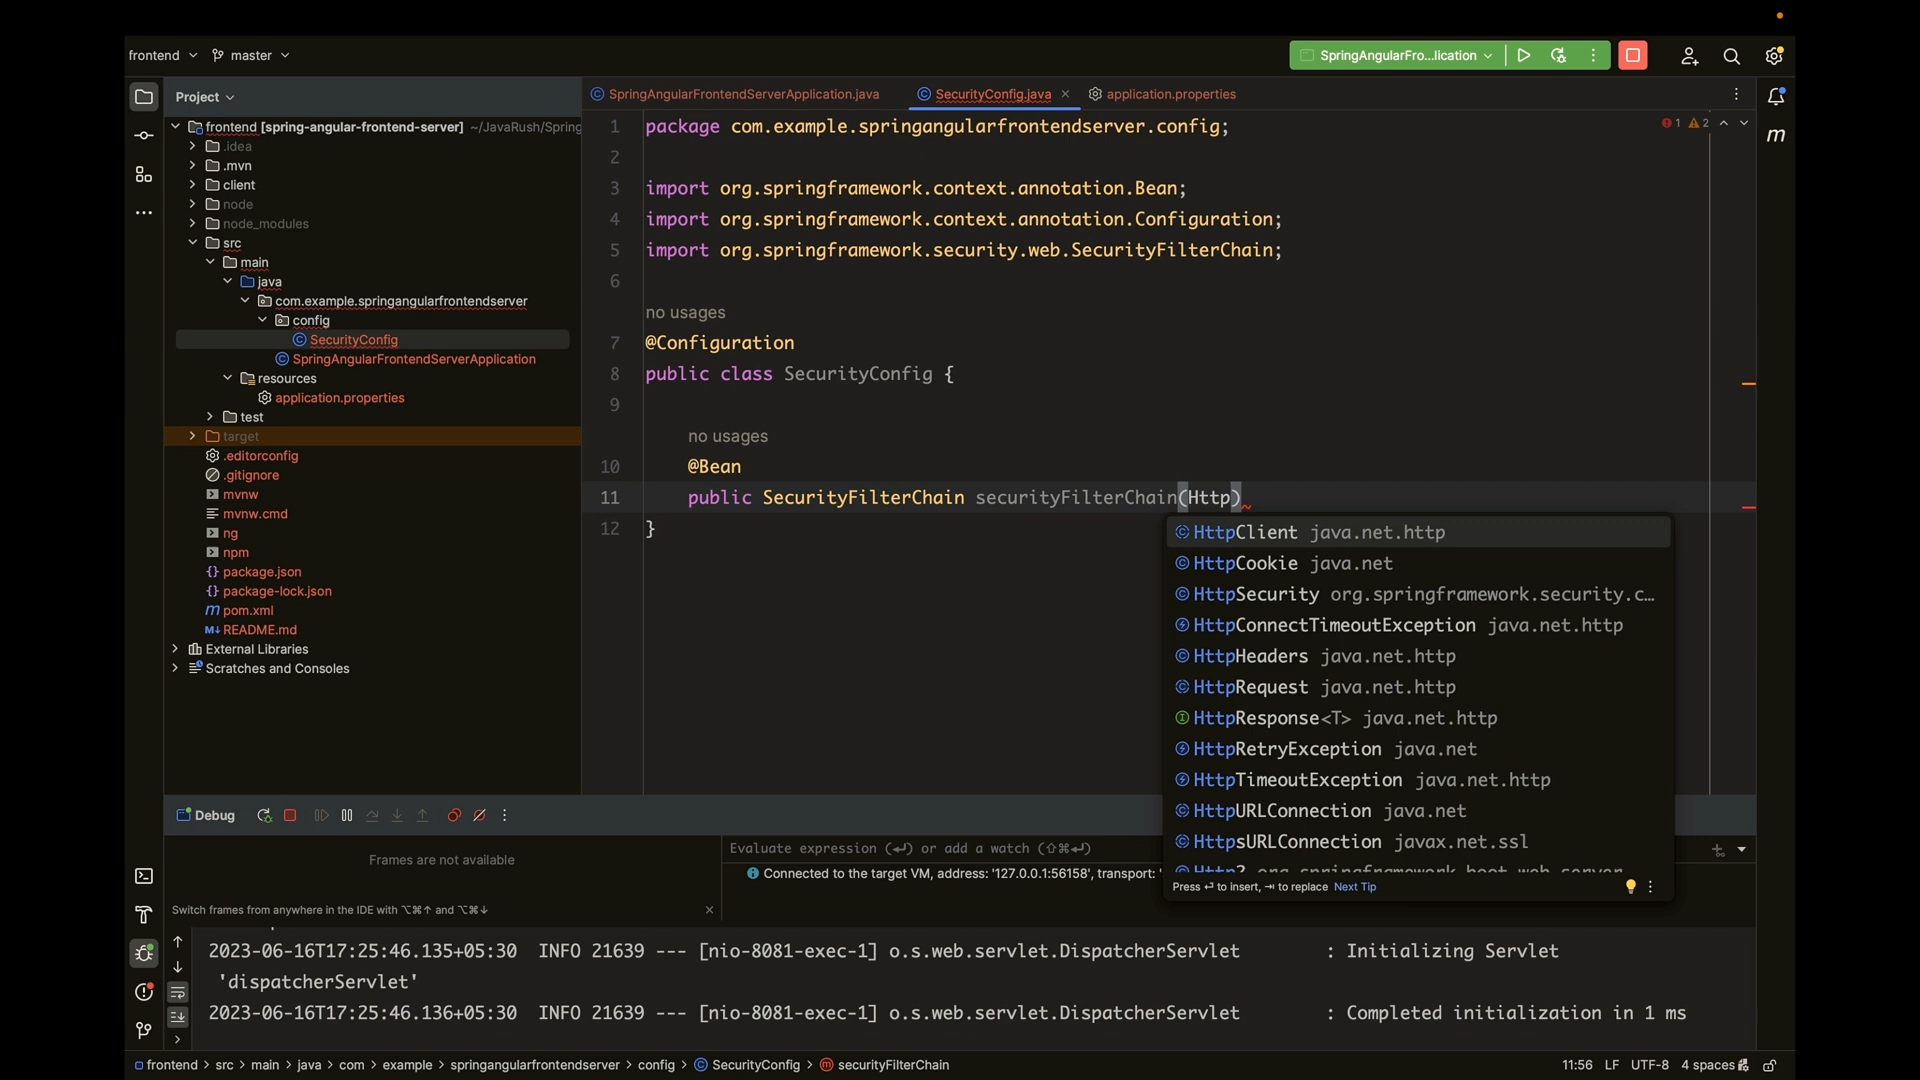 frontend master
SpringAngularFro...lication
Project
SpringAngularFrontendServerApplication.java SecurityConfig.java application.properties
frontend [spring-angular-frontend-server] ~/JavaRush/Spring
.idea
.mvn
client
node
node_modules
src
main
java
com.example.springangularfrontendserver
config
SecurityConfig
SpringAngularFrontendServerApplication
resources
application.properties
test
target
.editorconfig
.gitignore
mvnw
mvnw.cmd
ng
npm
package.json
package-lock.json
pom.xml
README.md
External Libraries
Scratches and Consoles
1 package com.example.springangularfrontendserver.config;
1 2
2
3 import org.springframework.context.annotation.Bean;
4 import org.springframework.context.annotation.Configuration;
5 import org.springframework.security.web.SecurityFilterChain;
6
no usages
7 @Configuration
8 public class SecurityConfig {
9
no usages
10 @Bean
11 public SecurityFilterChain securityFilterChain(Http)
12 }
HttpClient java.net.http
HttpCookie java.net
HttpSecurity org.springframework.security.c...
HttpConnectTimeoutException java.net.http
HttpHeaders java.net.http
HttpRequest java.net.http
HttpResponse<T> java.net.http
HttpRetryException java.net
HttpTimeoutException java.net.http
HttpURLConnection java.net
HttpsURLConnection javax.net.ssl
Http2 org.springframework.boot.web.server
Press ↵ to insert, ⇥ to replace Next Tip
Debug
Frames are not available
Switch frames from anywhere in the IDE with ⌥⌘↑ and ⌥⌘↓
Evaluate expression (↵) or add a watch (⇧⌘↵)
Connected to the target VM, address: '127.0.0.1:56158', transport: '
2023-06-16T17:25:46.135+05:30 INFO 21639 --- [nio-8081-exec-1] o.s.web.servlet.DispatcherServlet : Initializing Servlet
'dispatcherServlet'
2023-06-16T17:25:46.136+05:30 INFO 21639 --- [nio-8081-exec-1] o.s.web.servlet.DispatcherServlet : Completed initialization in 1 ms
frontend > src > main > java > com > example > springangularfrontendserver > config > SecurityConfig > securityFilterChain
11:56 LF UTF-8 4 spaces